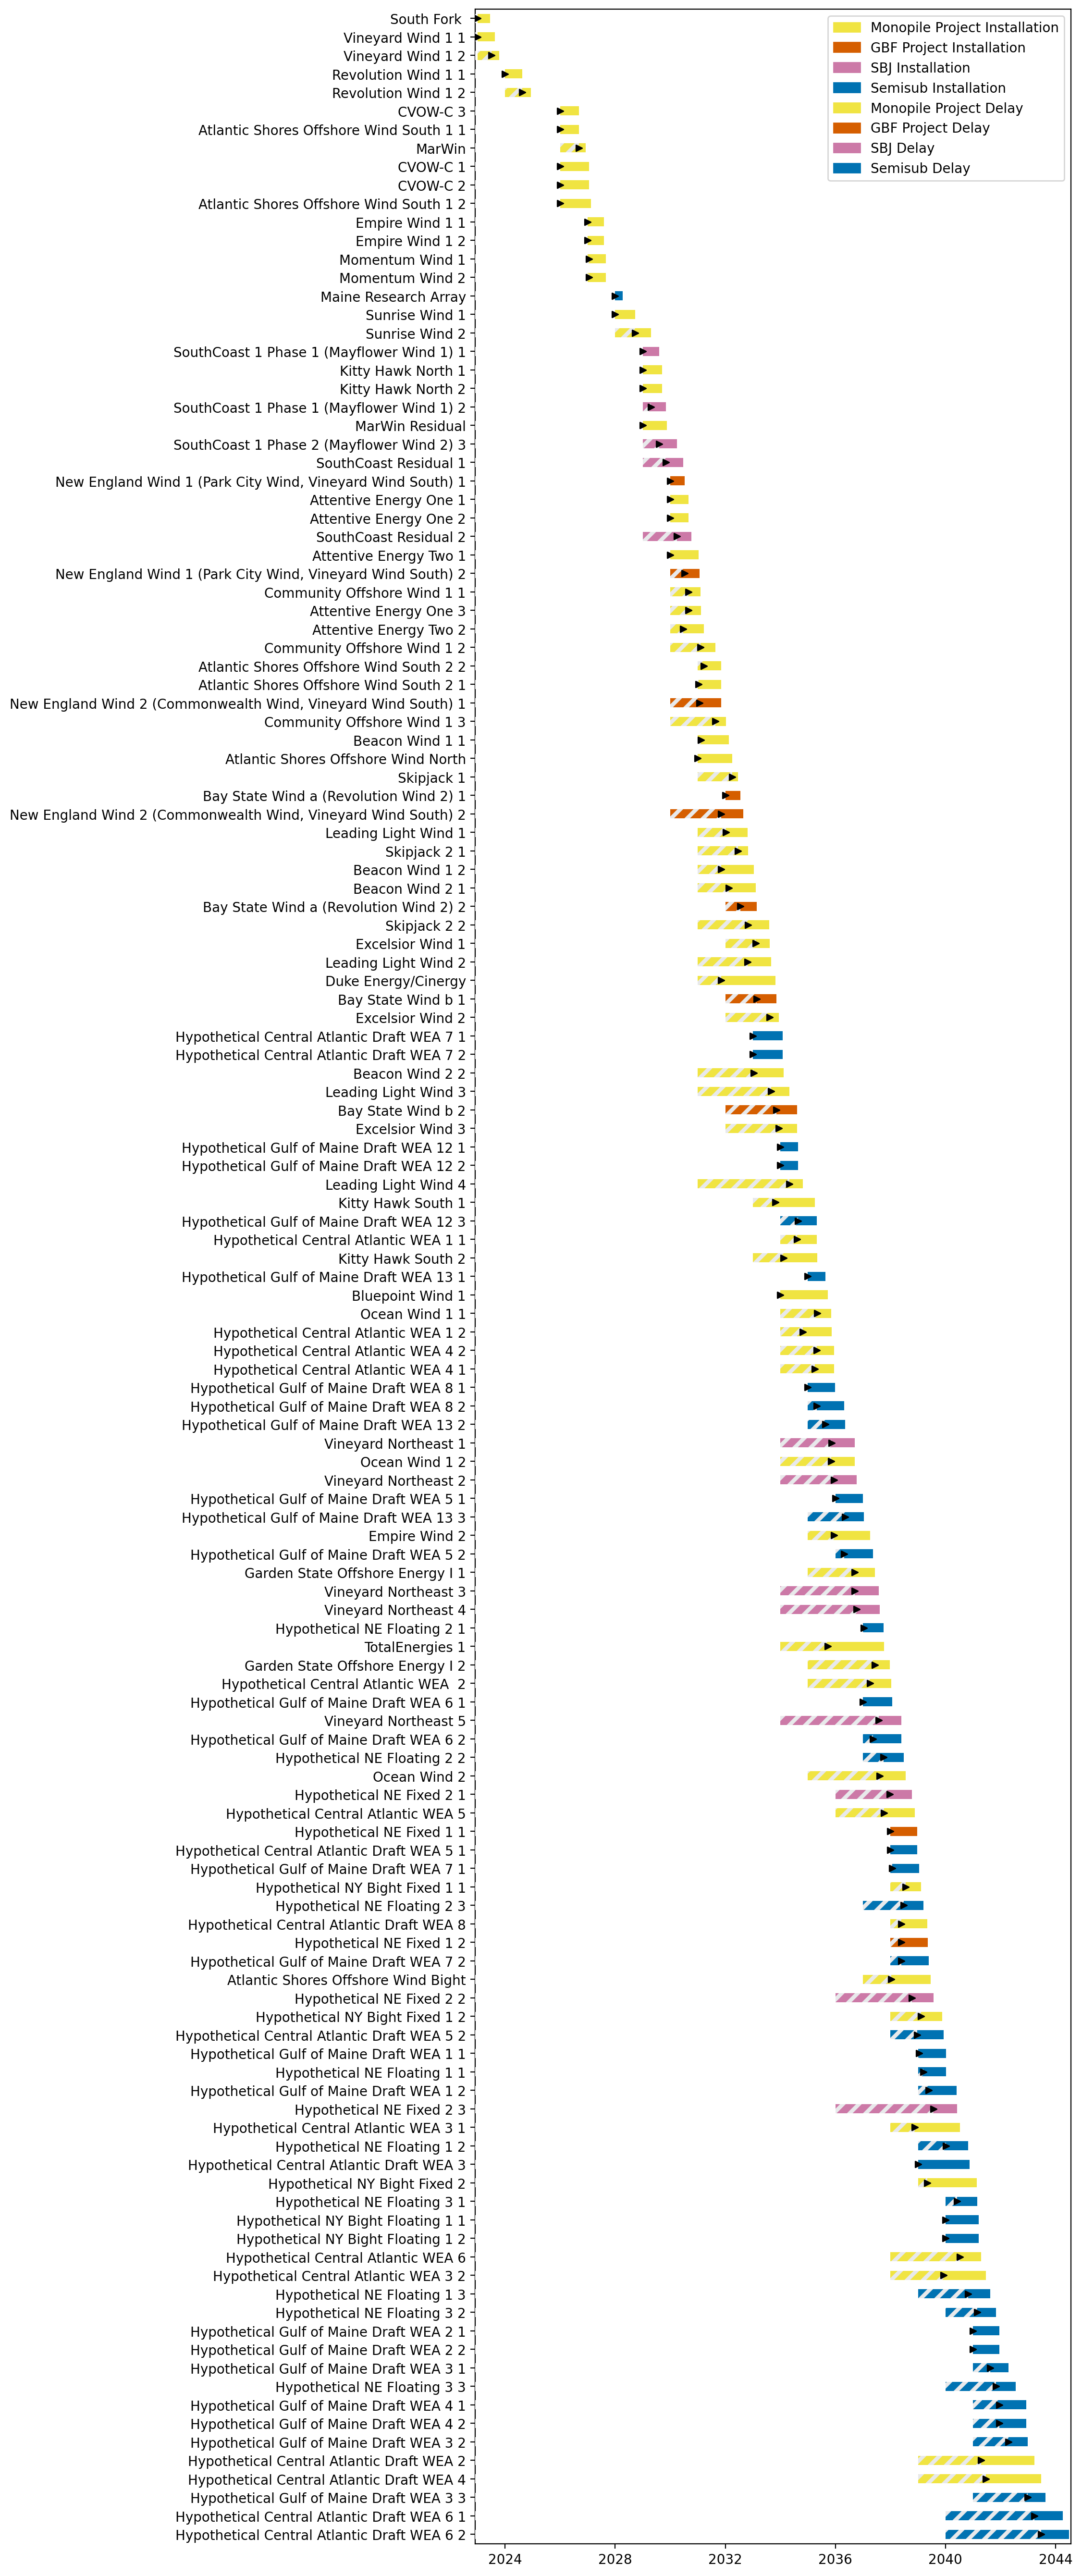 South Fork
Vineyard Wind 1 1
Vineyard Wind 1 2
Revolution Wind 1 1
Revolution Wind 1 2
CVOW-C 3
Atlantic Shores Offshore Wind South 1 1
MarWin
CVOW-C 1
CVOW-C 2
Atlantic Shores Offshore Wind South 1 2
Empire Wind 1 1
Empire Wind 1 2
Momentum Wind 1
Momentum Wind 2
Maine Research Array
Sunrise Wind 1
Sunrise Wind 2
SouthCoast 1 Phase 1 (Mayflower Wind 1) 1
Kitty Hawk North 1
Kitty Hawk North 2
SouthCoast 1 Phase 1 (Mayflower Wind 1) 2
MarWin Residual
SouthCoast 1 Phase 2 (Mayflower Wind 2) 3
SouthCoast Residual 1
New England Wind 1 (Park City Wind, Vineyard Wind South) 1
Attentive Energy One 1
Attentive Energy One 2
SouthCoast Residual 2
Attentive Energy Two 1
New England Wind 1 (Park City Wind, Vineyard Wind South) 2
Community Offshore Wind 1 1
Attentive Energy One 3
Attentive Energy Two 2
Community Offshore Wind 1 2
Atlantic Shores Offshore Wind South 2 2
Atlantic Shores Offshore Wind South 2 1
New England Wind 2 (Commonwealth Wind, Vineyard Wind South) 1
Community Offshore Wind 1 3
Beacon Wind 1 1
Atlantic Shores Offshore Wind North
Skipjack 1
Bay State Wind a (Revolution Wind 2) 1
New England Wind 2 (Commonwealth Wind, Vineyard Wind South) 2
Leading Light Wind 1
Skipjack 2 1
Beacon Wind 1 2
Beacon Wind 2 1
Bay State Wind a (Revolution Wind 2) 2
Skipjack 2 2
Excelsior Wind 1
Leading Light Wind 2
Duke Energy/Cinergy
Bay State Wind b 1
Excelsior Wind 2
Hypothetical Central Atlantic Draft WEA 7 1
Hypothetical Central Atlantic Draft WEA 7 2
Beacon Wind 2 2
Leading Light Wind 3
Bay State Wind b 2
Excelsior Wind 3
Hypothetical Gulf of Maine Draft WEA 12 1
Hypothetical Gulf of Maine Draft WEA 12 2
Leading Light Wind 4
Kitty Hawk South 1
Hypothetical Gulf of Maine Draft WEA 12 3
Hypothetical Central Atlantic WEA 1 1
Kitty Hawk South 2
Hypothetical Gulf of Maine Draft WEA 13 1
Bluepoint Wind 1
Ocean Wind 1 1
Hypothetical Central Atlantic WEA 1 2
Hypothetical Central Atlantic WEA 4 2
Hypothetical Central Atlantic WEA 4 1
Hypothetical Gulf of Maine Draft WEA 8 1
Hypothetical Gulf of Maine Draft WEA 8 2
Hypothetical Gulf of Maine Draft WEA 13 2
Vineyard Northeast 1
Ocean Wind 1 2
Vineyard Northeast 2
Hypothetical Gulf of Maine Draft WEA 5 1
Hypothetical Gulf of Maine Draft WEA 13 3
Empire Wind 2
Hypothetical Gulf of Maine Draft WEA 5 2
Garden State Offshore Energy I 1
Vineyard Northeast 3
Vineyard Northeast 4
Hypothetical NE Floating 2 1
TotalEnergies 1
Garden State Offshore Energy I 2
Hypothetical Central Atlantic WEA  2
Hypothetical Gulf of Maine Draft WEA 6 1
Vineyard Northeast 5
Hypothetical Gulf of Maine Draft WEA 6 2
Hypothetical NE Floating 2 2
Ocean Wind 2
Hypothetical NE Fixed 2 1
Hypothetical Central Atlantic WEA 5
Hypothetical NE Fixed 1 1
Hypothetical Central Atlantic Draft WEA 5 1
Hypothetical Gulf of Maine Draft WEA 7 1
Hypothetical NY Bight Fixed 1 1
Hypothetical NE Floating 2 3
Hypothetical Central Atlantic Draft WEA 8
Hypothetical NE Fixed 1 2
Hypothetical Gulf of Maine Draft WEA 7 2
Atlantic Shores Offshore Wind Bight
Hypothetical NE Fixed 2 2
Hypothetical NY Bight Fixed 1 2
Hypothetical Central Atlantic Draft WEA 5 2
Hypothetical Gulf of Maine Draft WEA 1 1
Hypothetical NE Floating 1 1
Hypothetical Gulf of Maine Draft WEA 1 2
Hypothetical NE Fixed 2 3
Hypothetical Central Atlantic WEA 3 1
Hypothetical NE Floating 1 2
Hypothetical Central Atlantic Draft WEA 3
Hypothetical NY Bight Fixed 2
Hypothetical NE Floating 3 1
Hypothetical NY Bight Floating 1 1
Hypothetical NY Bight Floating 1 2
Hypothetical Central Atlantic WEA 6
Hypothetical Central Atlantic WEA 3 2
Hypothetical NE Floating 1 3
Hypothetical NE Floating 3 2
Hypothetical Gulf of Maine Draft WEA 2 1
Hypothetical Gulf of Maine Draft WEA 2 2
Hypothetical Gulf of Maine Draft WEA 3 1
Hypothetical NE Floating 3 3
Hypothetical Gulf of Maine Draft WEA 4 1
Hypothetical Gulf of Maine Draft WEA 4 2
Hypothetical Gulf of Maine Draft WEA 3 2
Hypothetical Central Atlantic Draft WEA 2
Hypothetical Central Atlantic Draft WEA 4
Hypothetical Gulf of Maine Draft WEA 3 3
Hypothetical Central Atlantic Draft WEA 6 1
Hypothetical Central Atlantic Draft WEA 6 2
Monopile Project Installation
GBF Project Installation
SBJ Installation
Semisub Installation
Monopile Project Delay
GBF Project Delay
SBJ Delay
Semisub Delay
2024 2028 2032 2036 2040 2044